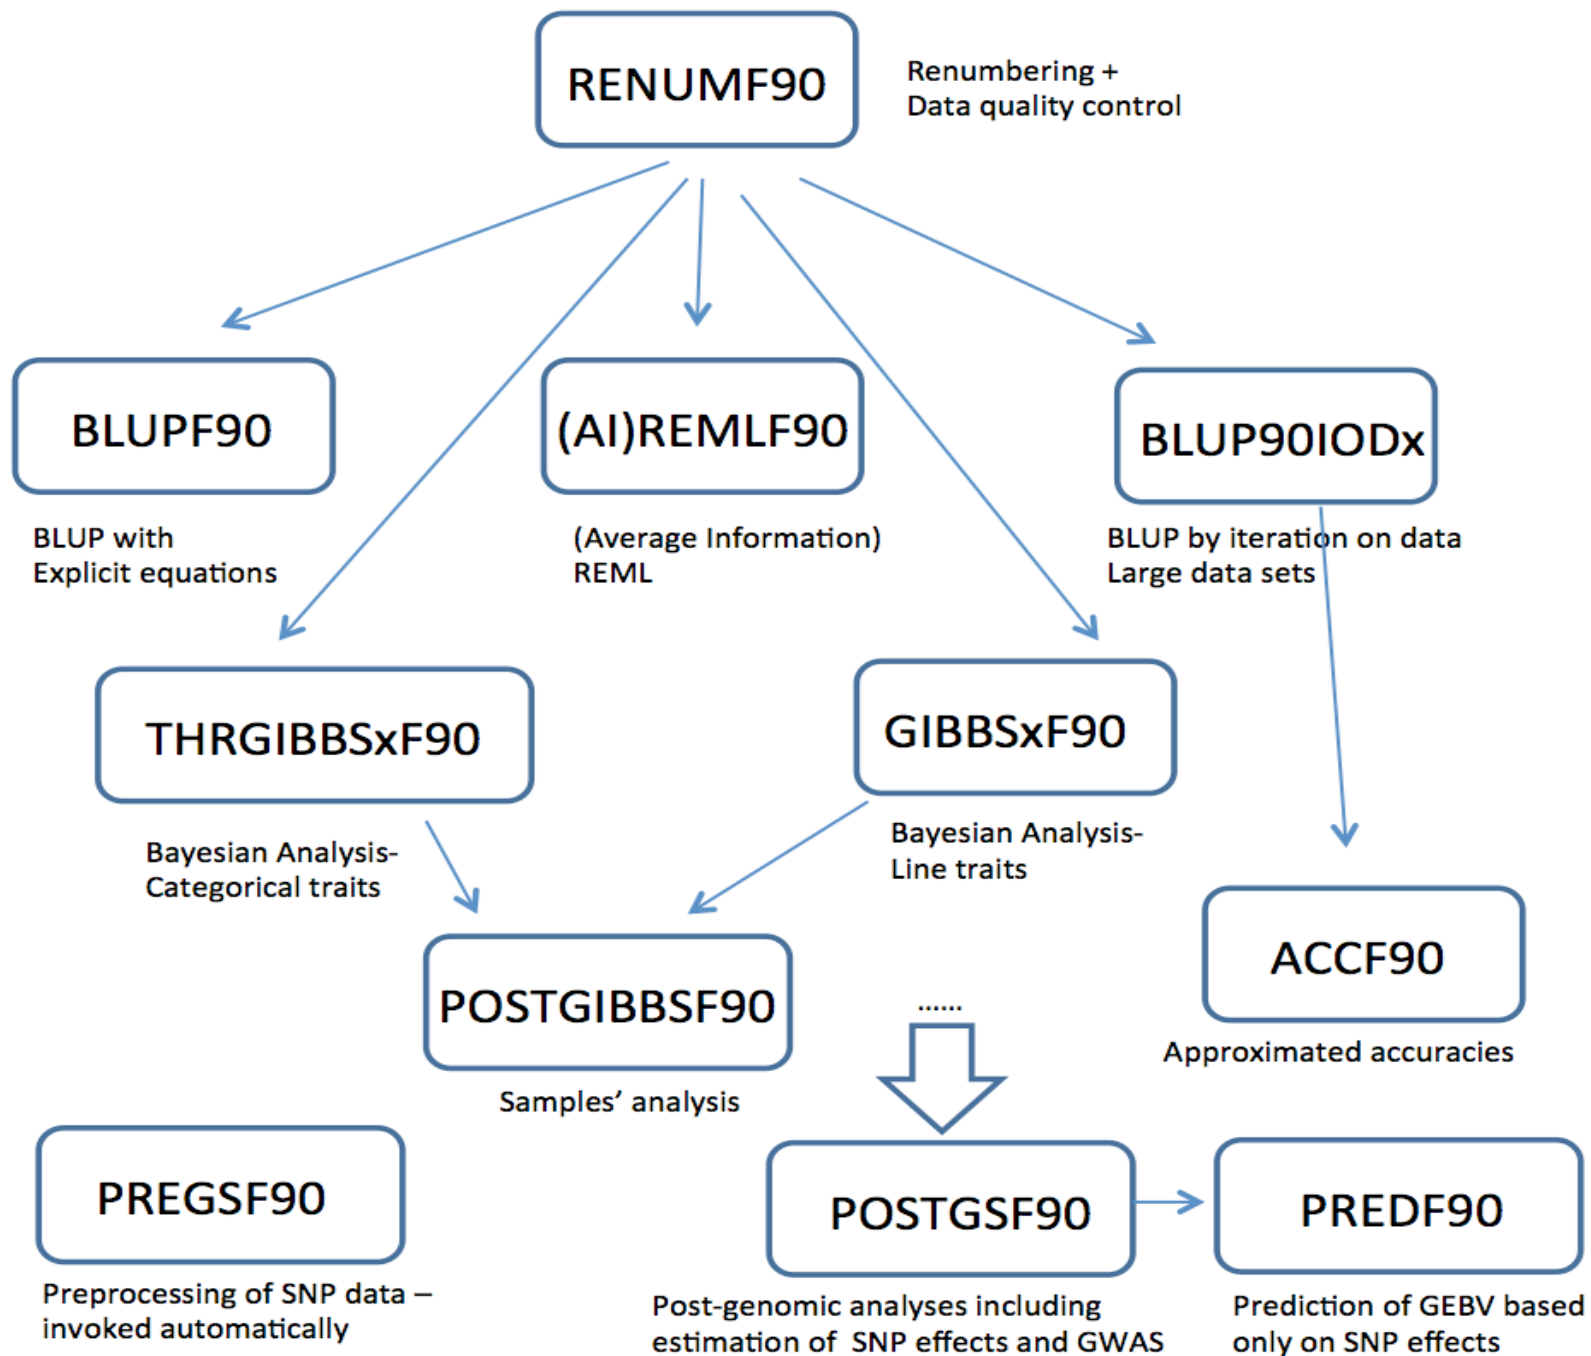 RENUMF90
Renumbering +
Data quality control
BLUPF90
(AI)REMLF90
BLUP90IODx
BLUP with
Explicit equations
(Average Information)
REML
BLUP by iteration on data
Large data sets
THRGIBBSxF90
GIBBSxF90
Bayesian Analysis-
Categorical traits
Bayesian Analysis-
Line traits
POSTGIBBSF90
ACCF90
......
Samples’ analysis
Approximated accuracies
PREGSF90
POSTGSF90
PREDF90
Preprocessing of SNP data –
invoked automatically
Post-genomic analyses including
estimation of  SNP effects and GWAS
Prediction of GEBV based
only on SNP effects